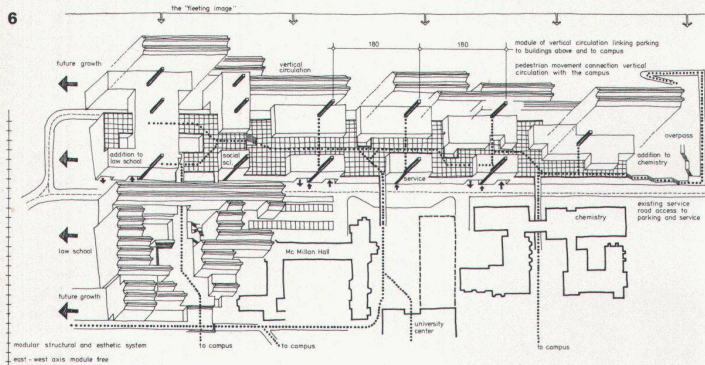 6
the "fleeting image"
180
180
module of vertical circulation linking parking
to buildings above and to campus
pedestrian movement connection vertical
circulation with the campus
future growth
vertical
circulation
overpass
addition to
law school
social
sci.
service
addition to
chemistry
existing service
road access to
parking and service
law school
Mc Millan Hall
chemistry
future growth
university
center
to campus
to campus
to campus
modular structural and esthetic system
east-west axis module free